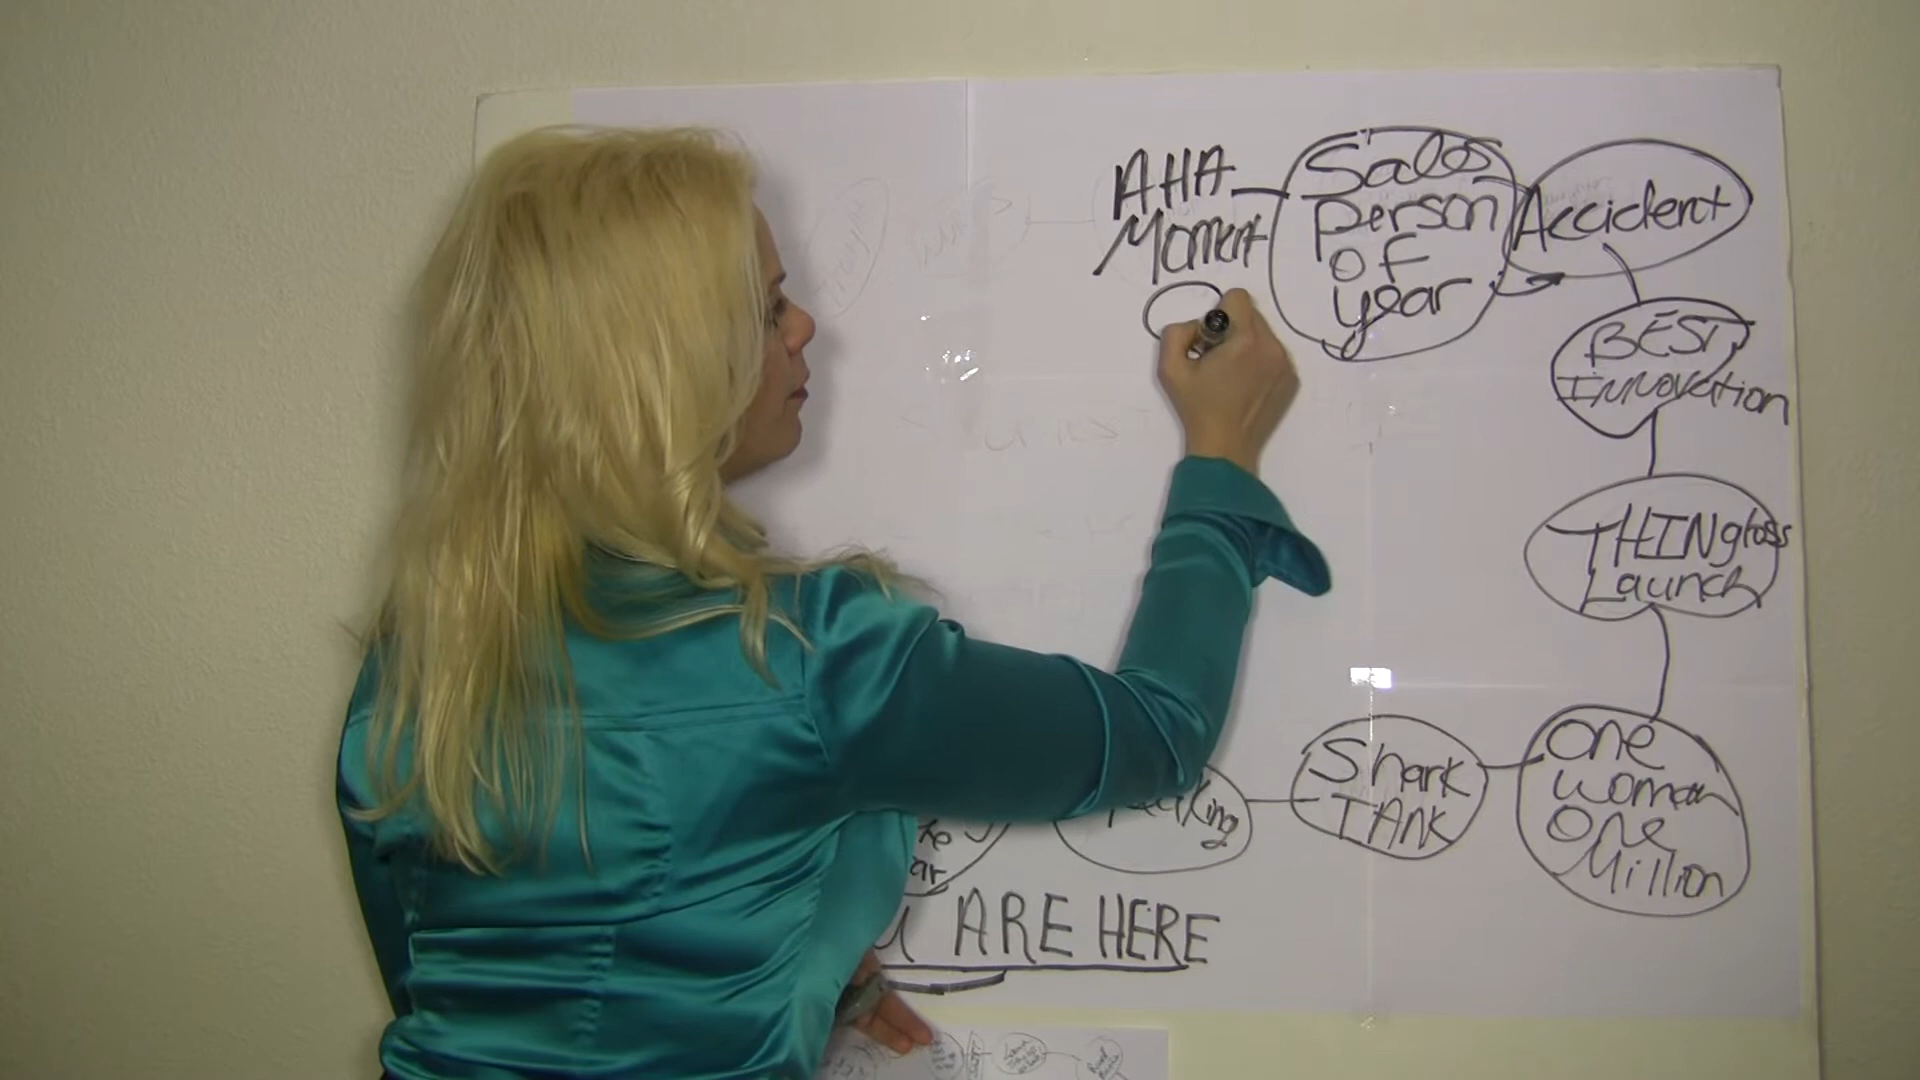 AHA
Moment
Sales
person
of
year
Accident
BEST
Innovation
THINgloss
Launch
One
woman
One
Million
Shark
TANK
ARE HERE